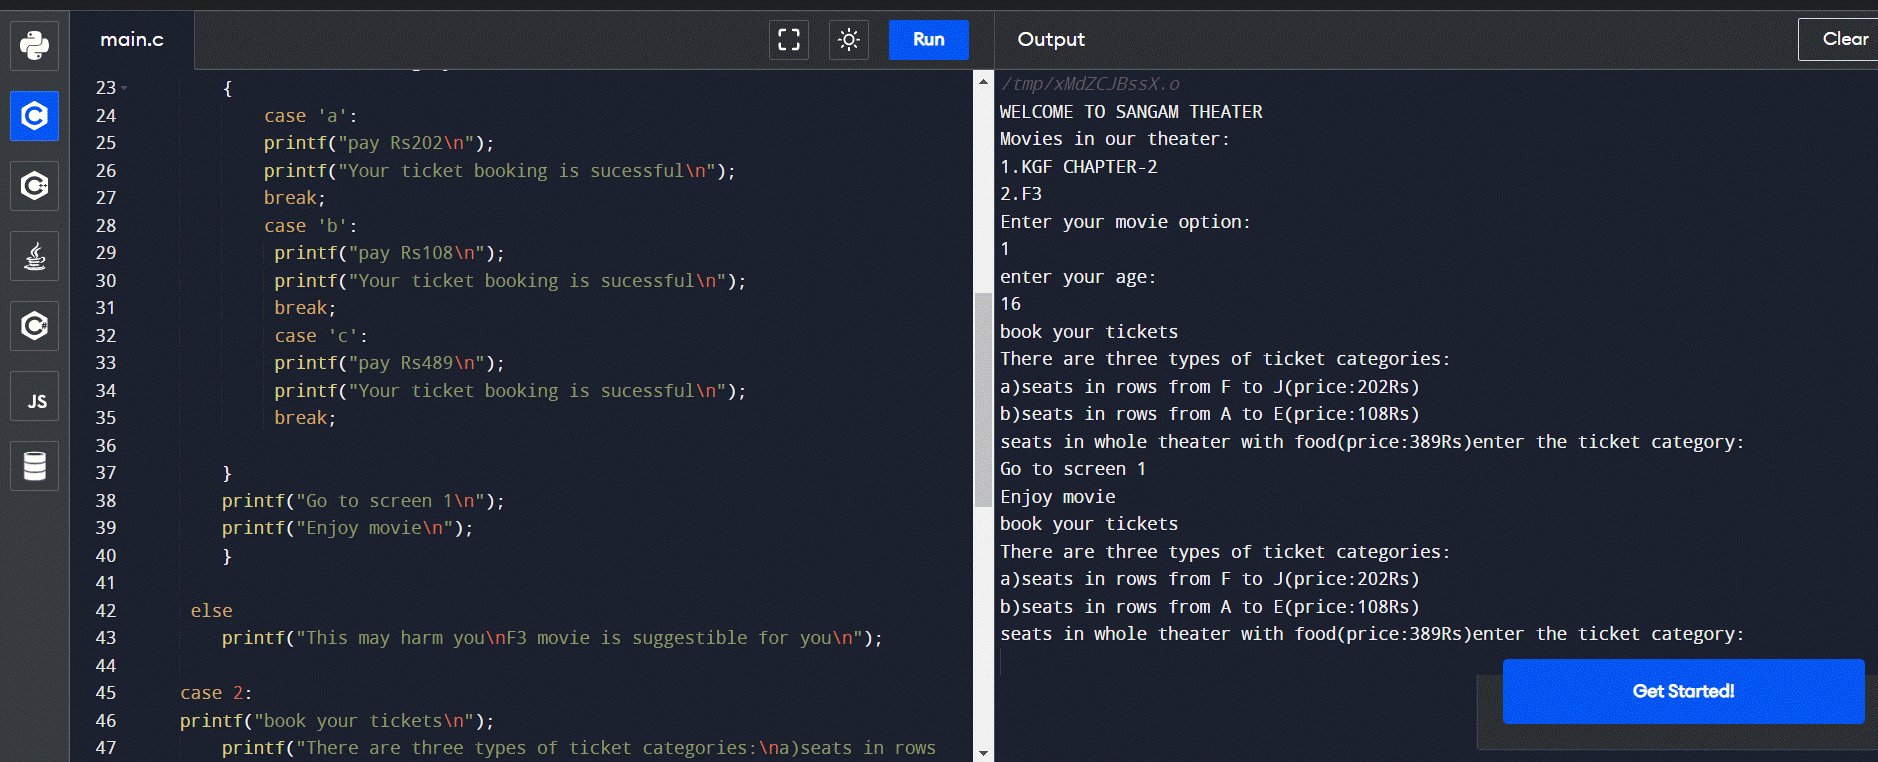 main.c
Run
Output
Clear
JS
23 {
24 case 'a':
25 printf("pay Rs202\n");
26 printf("Your ticket booking is sucessful\n");
27 break;
28 case 'b':
29 printf("pay Rs108\n");
30 printf("Your ticket booking is sucessful\n");
31 break;
32 case 'c':
33 printf("pay Rs489\n");
34 printf("Your ticket booking is sucessful\n");
35 break;
36
37 }
38 printf("Go to screen 1\n");
39 printf("Enjoy movie\n");
40 }
41
42 else
43 printf("This may harm you\nF3 movie is suggestible for you\n");
44
45 case 2:
46 printf("book your tickets\n");
47 printf("There are three types of ticket categories:\na)seats in rows
/tmp/xMdZCJBssX.o
WELCOME TO SANGAM THEATER
Movies in our theater:
1.KGF CHAPTER-2
2.F3
Enter your movie option:
1
enter your age:
16
book your tickets
There are three types of ticket categories:
a)seats in rows from F to J(price:202Rs)
b)seats in rows from A to E(price:108Rs)
seats in whole theater with food(price:389Rs)enter the ticket category:
Go to screen 1
Enjoy movie
book your tickets
There are three types of ticket categories:
a)seats in rows from F to J(price:202Rs)
b)seats in rows from A to E(price:108Rs)
seats in whole theater with food(price:389Rs)enter the ticket category:
Get Started!